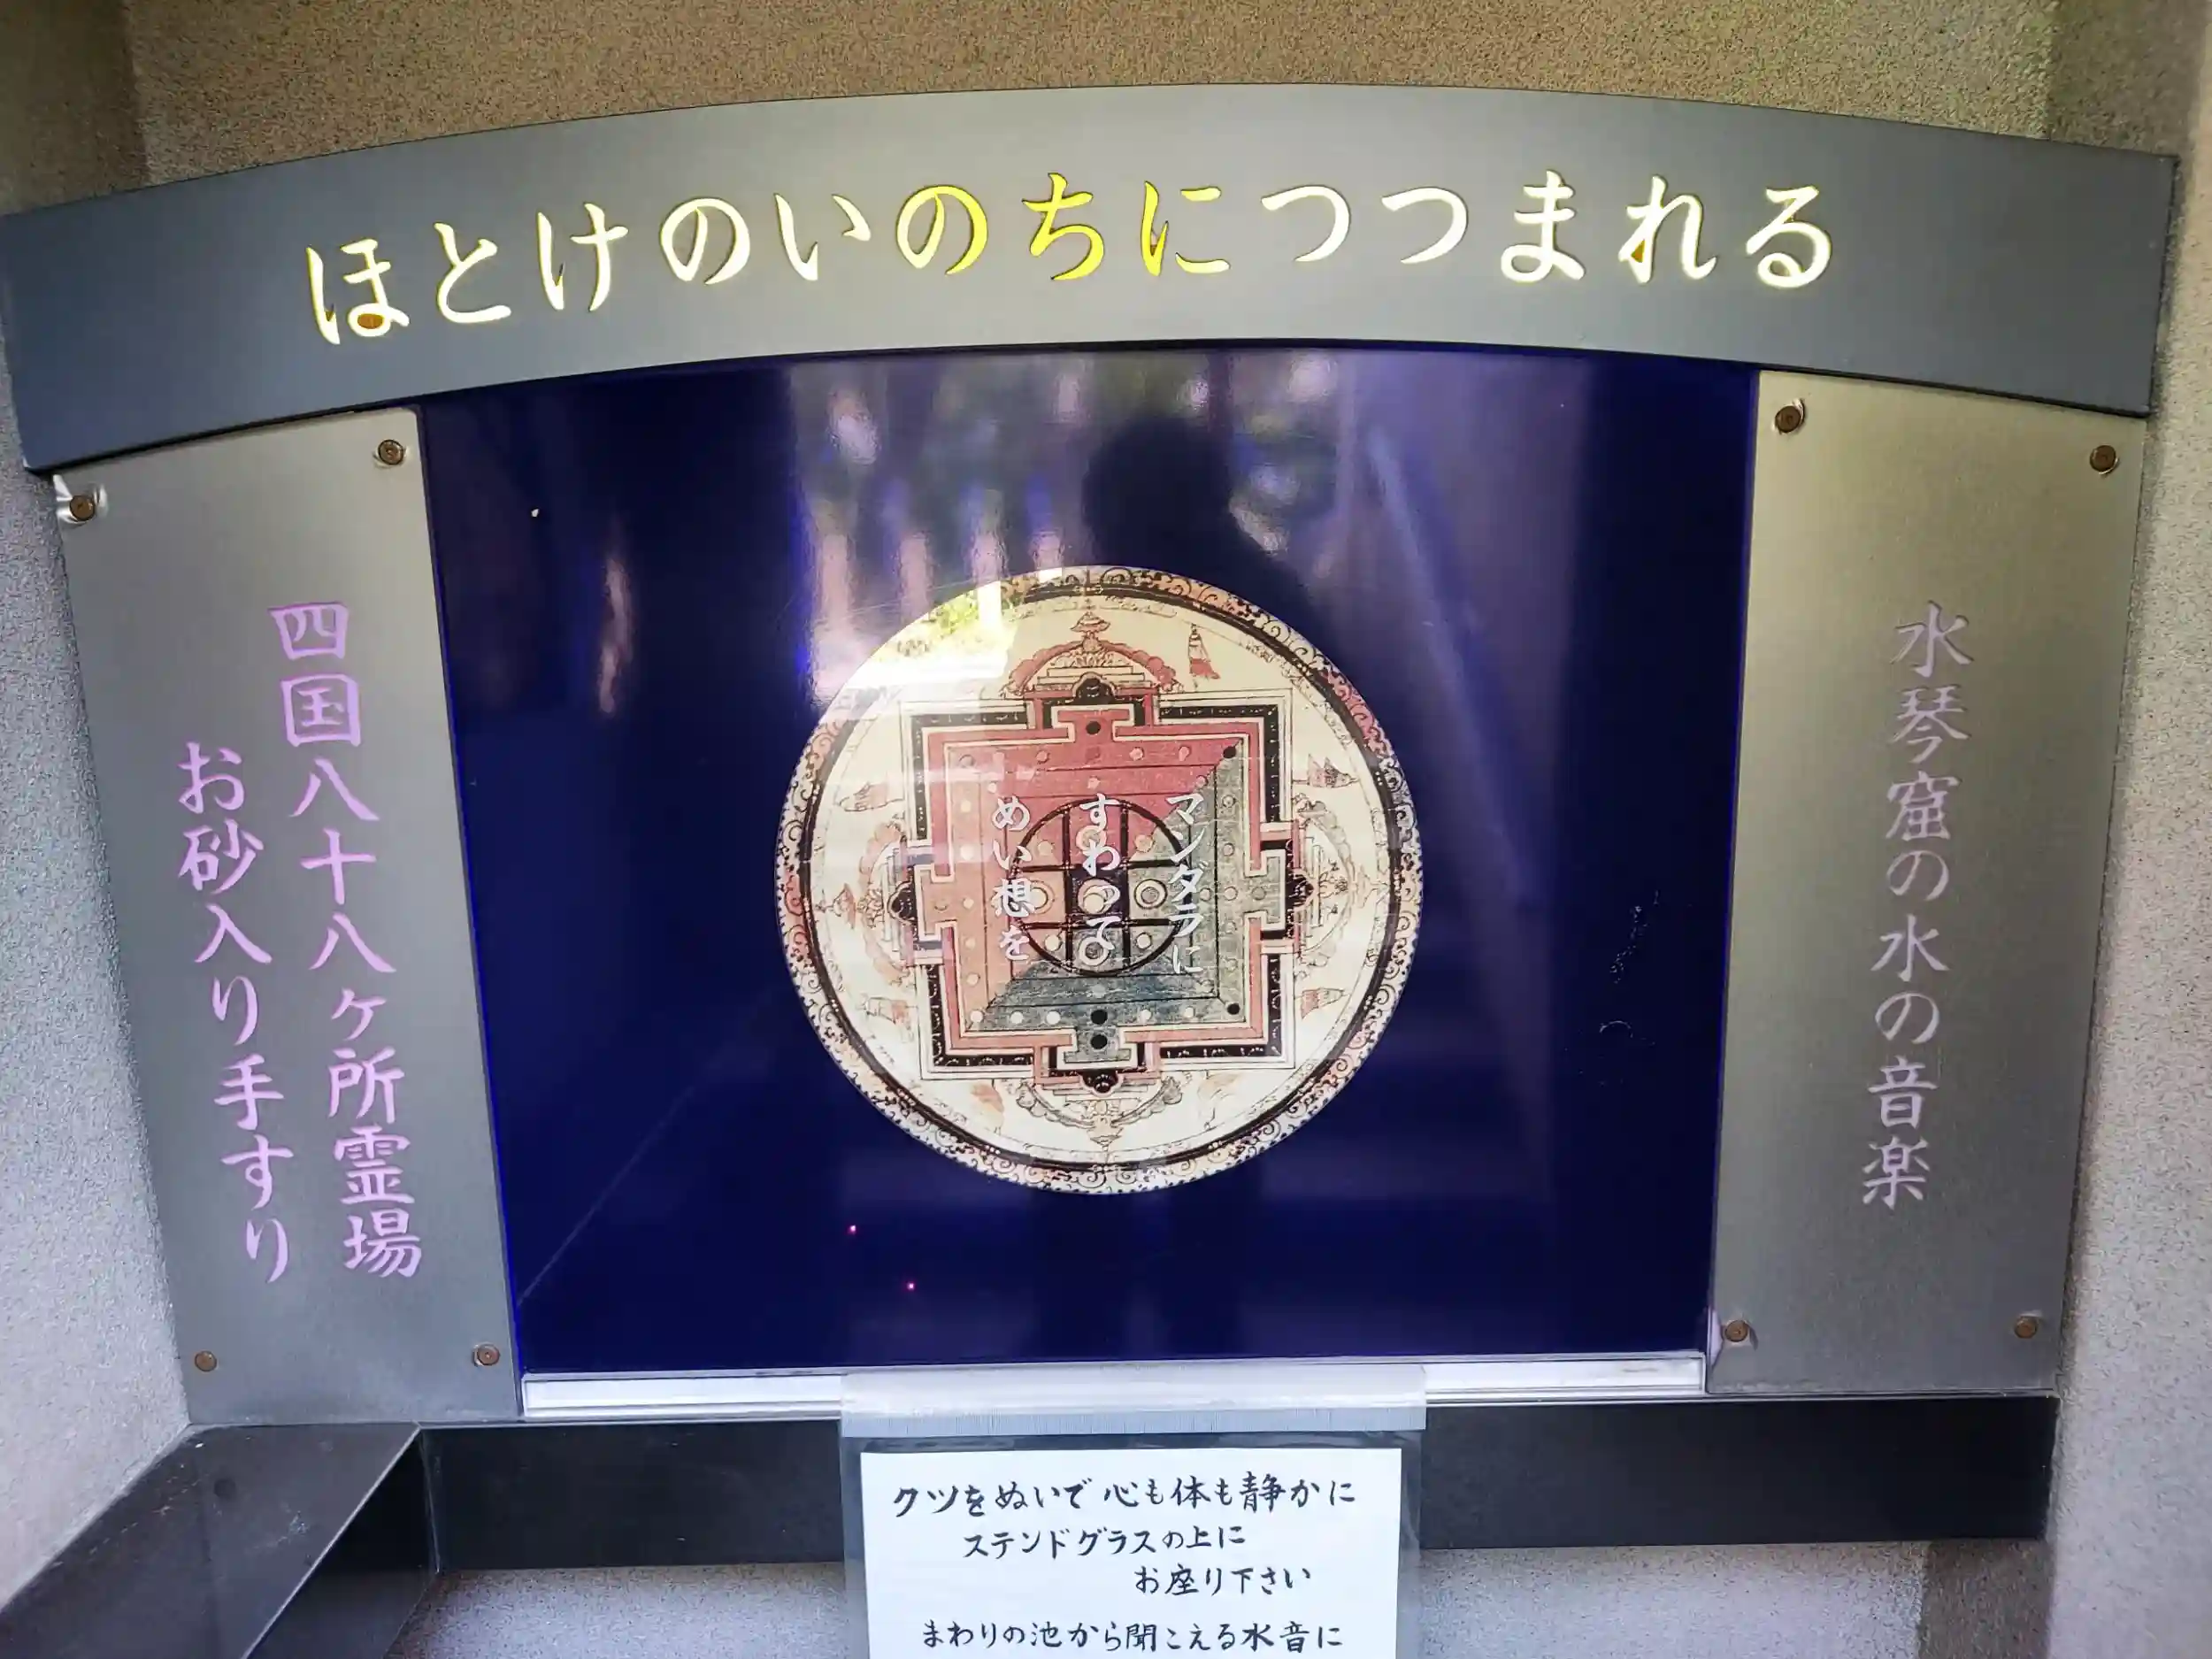 ほとけのいのちにつつまれる
水琴窟の水の音楽
マンダラに
すわって
めい想を
四国八十八ヶ所霊場
お砂入り手すり
クツをぬいで 心も体も静かに
ステンドグラスの上に
お座り下さい
まわりの池から聞こえる水音に